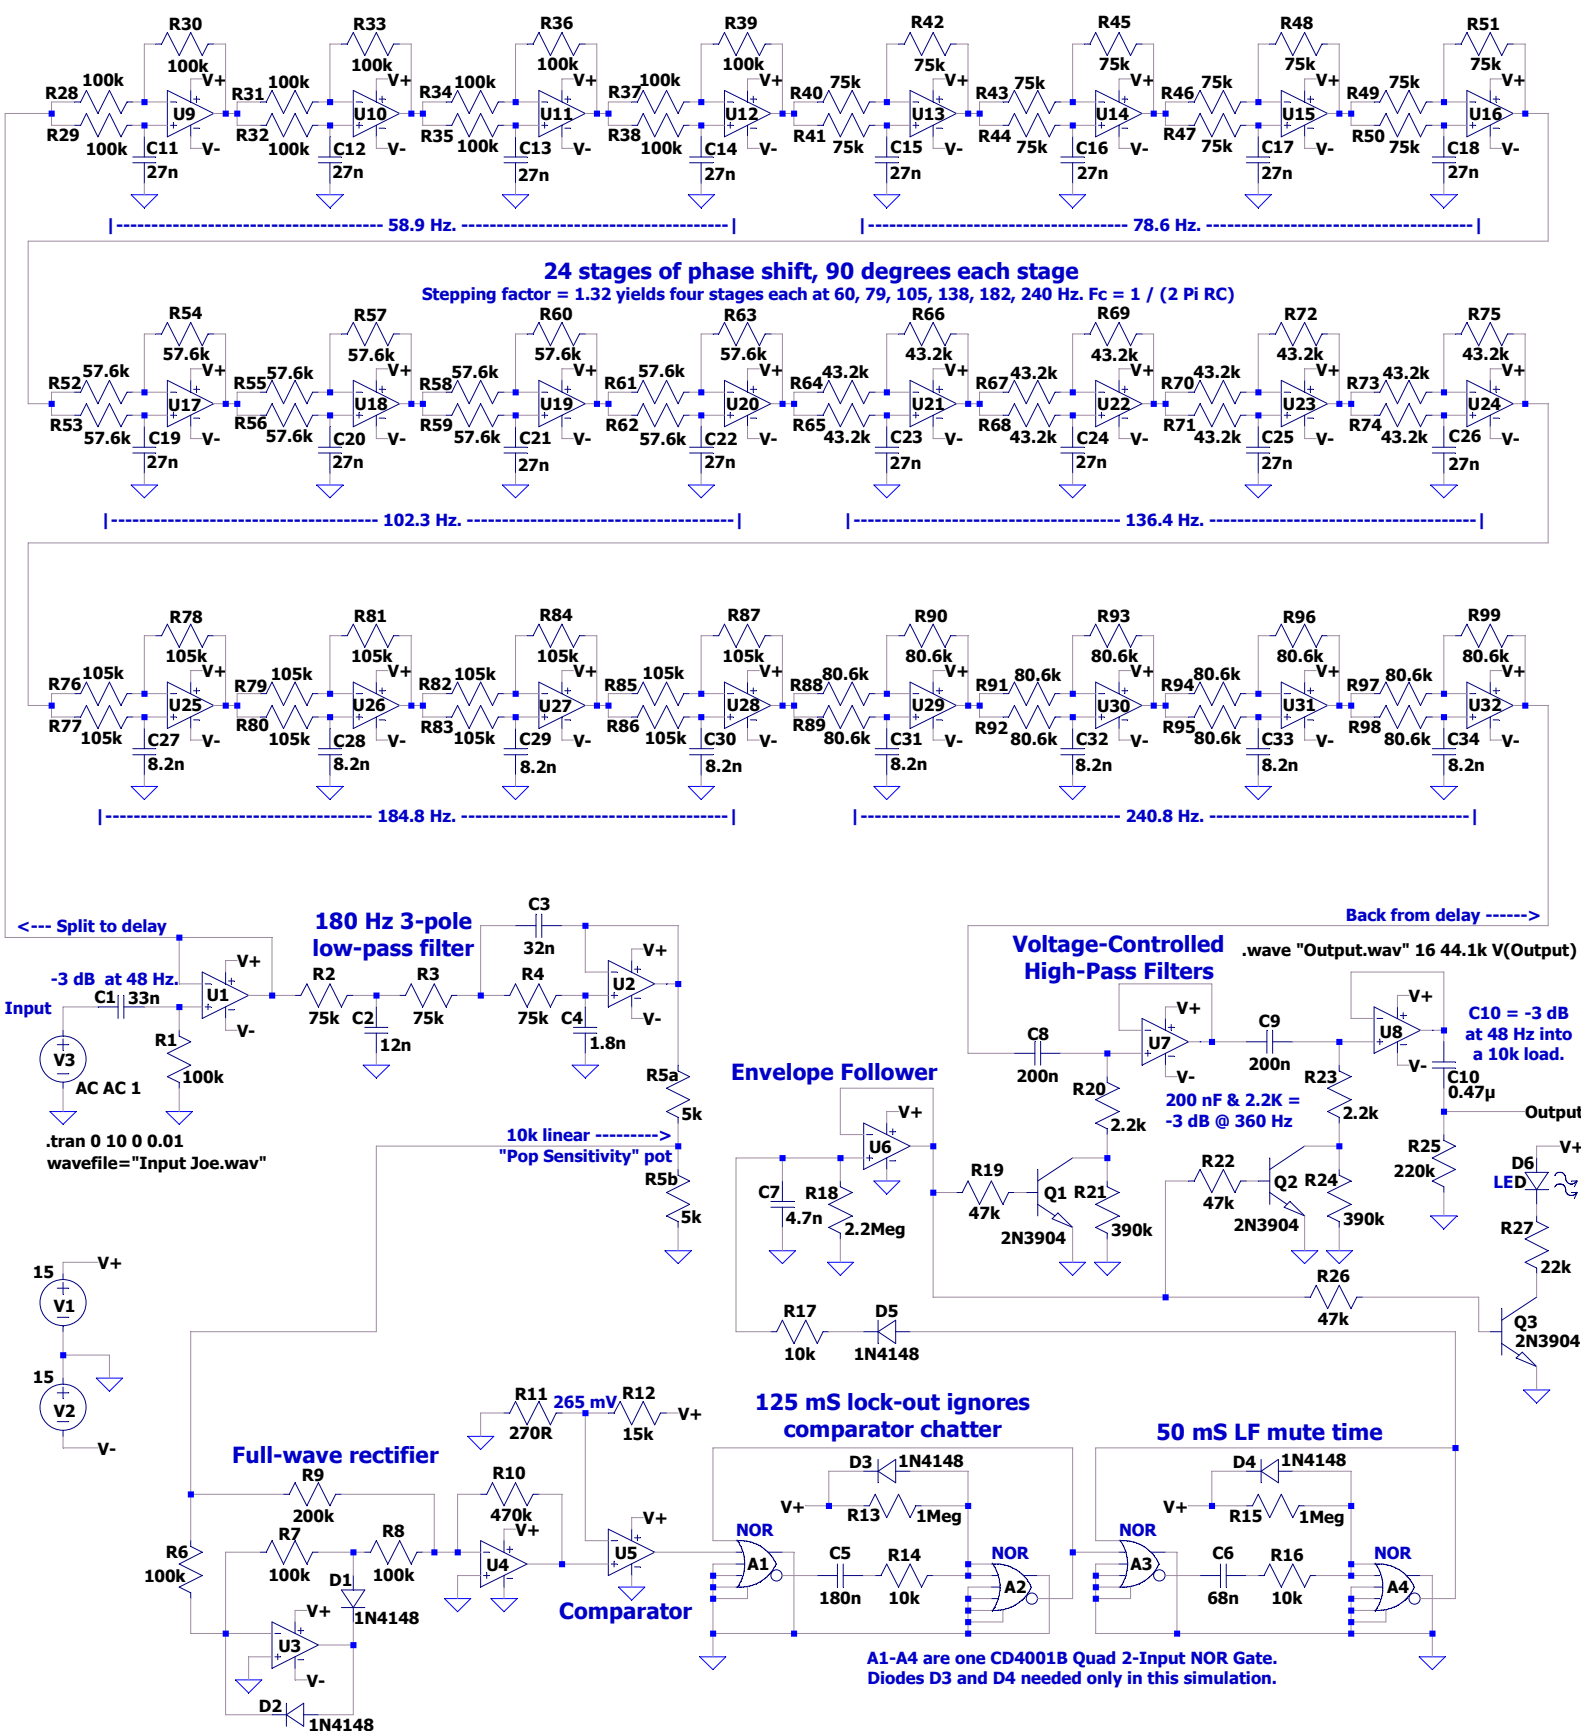 R30
R33
R36
R39
R42
R45
R48
R51
100k
100k
100k
100k
75k
75k
75k
75k
R28 100k
R31 100k
R34 100k
R37 100k
R40 75k
R43 75k
R46 75k
R49 75k
V+
V+
V+
V+
V+
V+
V+
V+
U9
U10
U11
U12
U13
U14
U15
U16
R29 100k
R32 100k
R35 100k
R38 100k
R41 75k
R44 75k
R47 75k
R50 75k
V-
V-
V-
V-
V-
V-
V-
V-
C11
C12
C13
C14
C15
C16
C17
C18
27n
27n
27n
27n
27n
27n
27n
27n
|-------------------------------------- 58.9 Hz. --------------------------------------|
|-------------------------------------- 78.6 Hz. --------------------------------------|
24 stages of phase shift, 90 degrees each stage
Stepping factor = 1.32 yields four stages each at 60, 79, 105, 138, 182, 240 Hz. Fc = 1 / (2 Pi RC)
R54
R57
R60
R63
R66
R69
R72
R75
57.6k
57.6k
57.6k
57.6k
43.2k
43.2k
43.2k
43.2k
R52 57.6k
R55 57.6k
R58 57.6k
R61 57.6k
R64 43.2k
R67 43.2k
R70 43.2k
R73 43.2k
V+
V+
V+
V+
V+
V+
V+
V+
U17
U18
U19
U20
U21
U22
U23
U24
R53 57.6k
R56 57.6k
R59 57.6k
R62 57.6k
R65 43.2k
R68 43.2k
R71 43.2k
R74 43.2k
V-
V-
V-
V-
V-
V-
V-
V-
C19
C20
C21
C22
C23
C24
C25
C26
27n
27n
27n
27n
27n
27n
27n
27n
|-------------------------------------- 102.3 Hz. --------------------------------------|
|-------------------------------------- 136.4 Hz. --------------------------------------|
R78
R81
R84
R87
R90
R93
R96
R99
105k
105k
105k
105k
80.6k
80.6k
80.6k
80.6k
R76 105k
R79 105k
R82 105k
R85 105k
R88 80.6k
R91 80.6k
R94 80.6k
R97 80.6k
V+
V+
V+
V+
V+
V+
V+
V+
U25
U26
U27
U28
U29
U30
U31
U32
R77 105k
R80 105k
R83 105k
R86 105k
R89 80.6k
R92 80.6k
R95 80.6k
R98 80.6k
V-
V-
V-
V-
V-
V-
V-
V-
C27
C28
C29
C30
C31
C32
C33
C34
8.2n
8.2n
8.2n
8.2n
8.2n
8.2n
8.2n
8.2n
|-------------------------------------- 184.8 Hz. --------------------------------------|
|-------------------------------------- 240.8 Hz. --------------------------------------|
<--- Split to delay
180 Hz 3-pole
low-pass filter
C3
32n
Back from delay ------>
Voltage-Controlled
High-Pass Filters
.wave "Output.wav" 16 44.1k V(Output)
-3 dB at 48 Hz.
Input
C1 33n
V+
U1
V-
R1
100k
V3
AC AC 1
R2
75k
C2
12n
R3
75k
R4
75k
C4
1.8n
V+
U2
V-
.tran 0 10 0 0.01
wavefile="Input Joe.wav"
R5a
5k
10k linear --------->
"Pop Sensitivity" pot
R5b
5k
Envelope Follower
V+
U6
C7
4.7n
R18
2.2Meg
C8
200n
V+
U7
V-
R20
2.2k
200 nF & 2.2K =
-3 dB @ 360 Hz
C9
200n
V+
U8
V-
R23
2.2k
C10 = -3 dB
at 48 Hz into
a 10k load.
C10
0.47µ
Output
R25
220k
V+
D6
LED
R27
22k
R19
47k
Q1
2N3904
R21
390k
R22
47k
Q2
2N3904
R24
390k
R26
47k
Q3
2N3904
15
V+
V1
15
V2
V-
R17
10k
D5
1N4148
R11
270R
265 mV
R12
15k
V+
125 mS lock-out ignores
comparator chatter
50 mS LF mute time
Full-wave rectifier
R9
200k
R10
470k
R7
100k
R8
100k
R6
100k
D1
1N4148
V+
U3
V-
D2
1N4148
V+
U4
V+
U5
Comparator
D3 1N4148
V+
R13
1Meg
NOR
A1
C5
180n
R14
10k
NOR
A2
D4 1N4148
V+
R15
1Meg
NOR
A3
C6
68n
R16
10k
NOR
A4
A1-A4 are one CD4001B Quad 2-Input NOR Gate.
Diodes D3 and D4 needed only in this simulation.